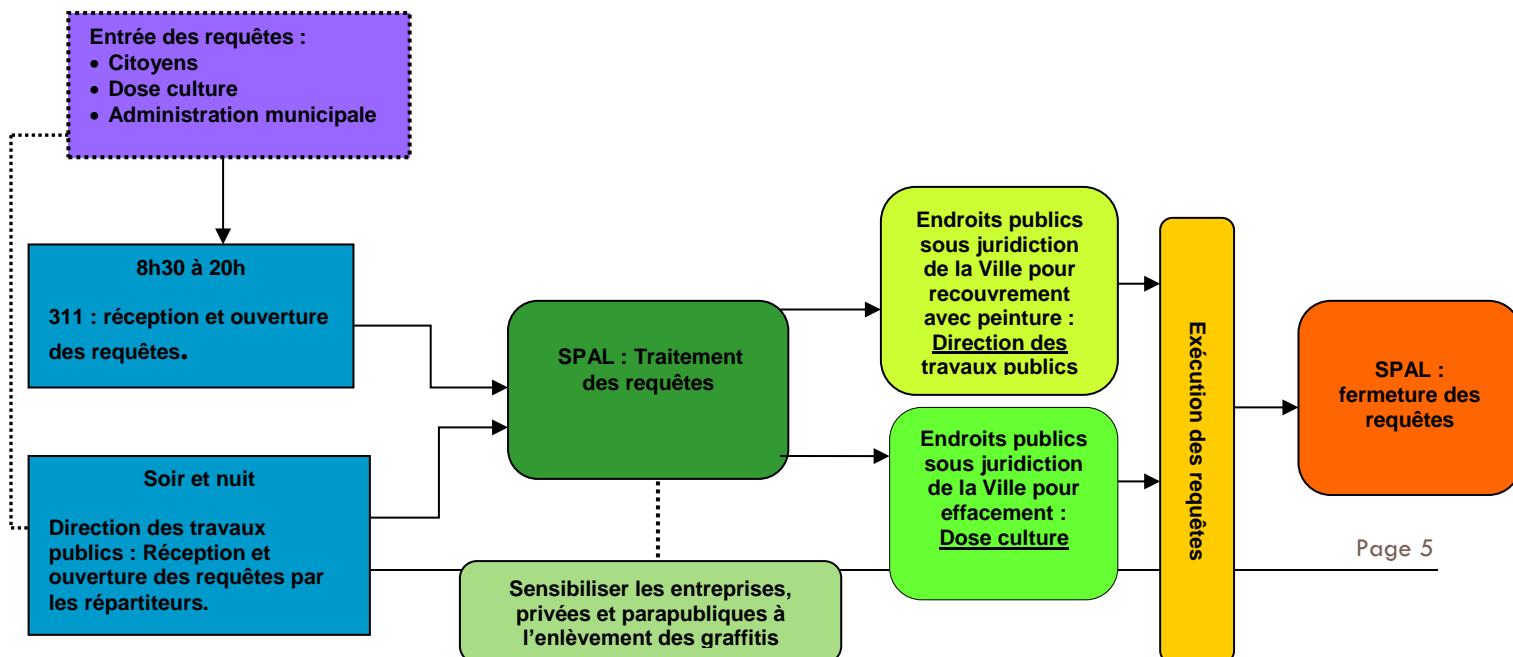 Entrée des requêtes :
• Citoyens
• Dose culture
• Administration municipale
8h30 à 20h
311 : réception et ouverture
des requêtes.
Soir et nuit
Direction des travaux
publics : Réception et
ouverture des requêtes par
les répartiteurs.
SPAL : Traitement
des requêtes
Sensibiliser les entreprises,
privées et parapubliques à
l’enlèvement des graffitis
Endroits publics
sous juridiction
de la Ville pour
recouvrement
avec peinture :
Direction des
travaux publics
Endroits publics
sous juridiction
de la Ville pour
effacement :
Dose culture
Exécution des requêtes
SPAL :
fermeture des
requêtes
Page 5